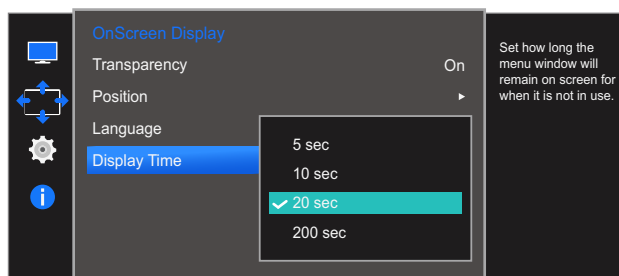 OnScreen Display
Transparency On
Position
Language
Display Time
5 sec
10 sec
20 sec
200 sec
Set how long the
menu window will
remain on screen for
when it is not in use.